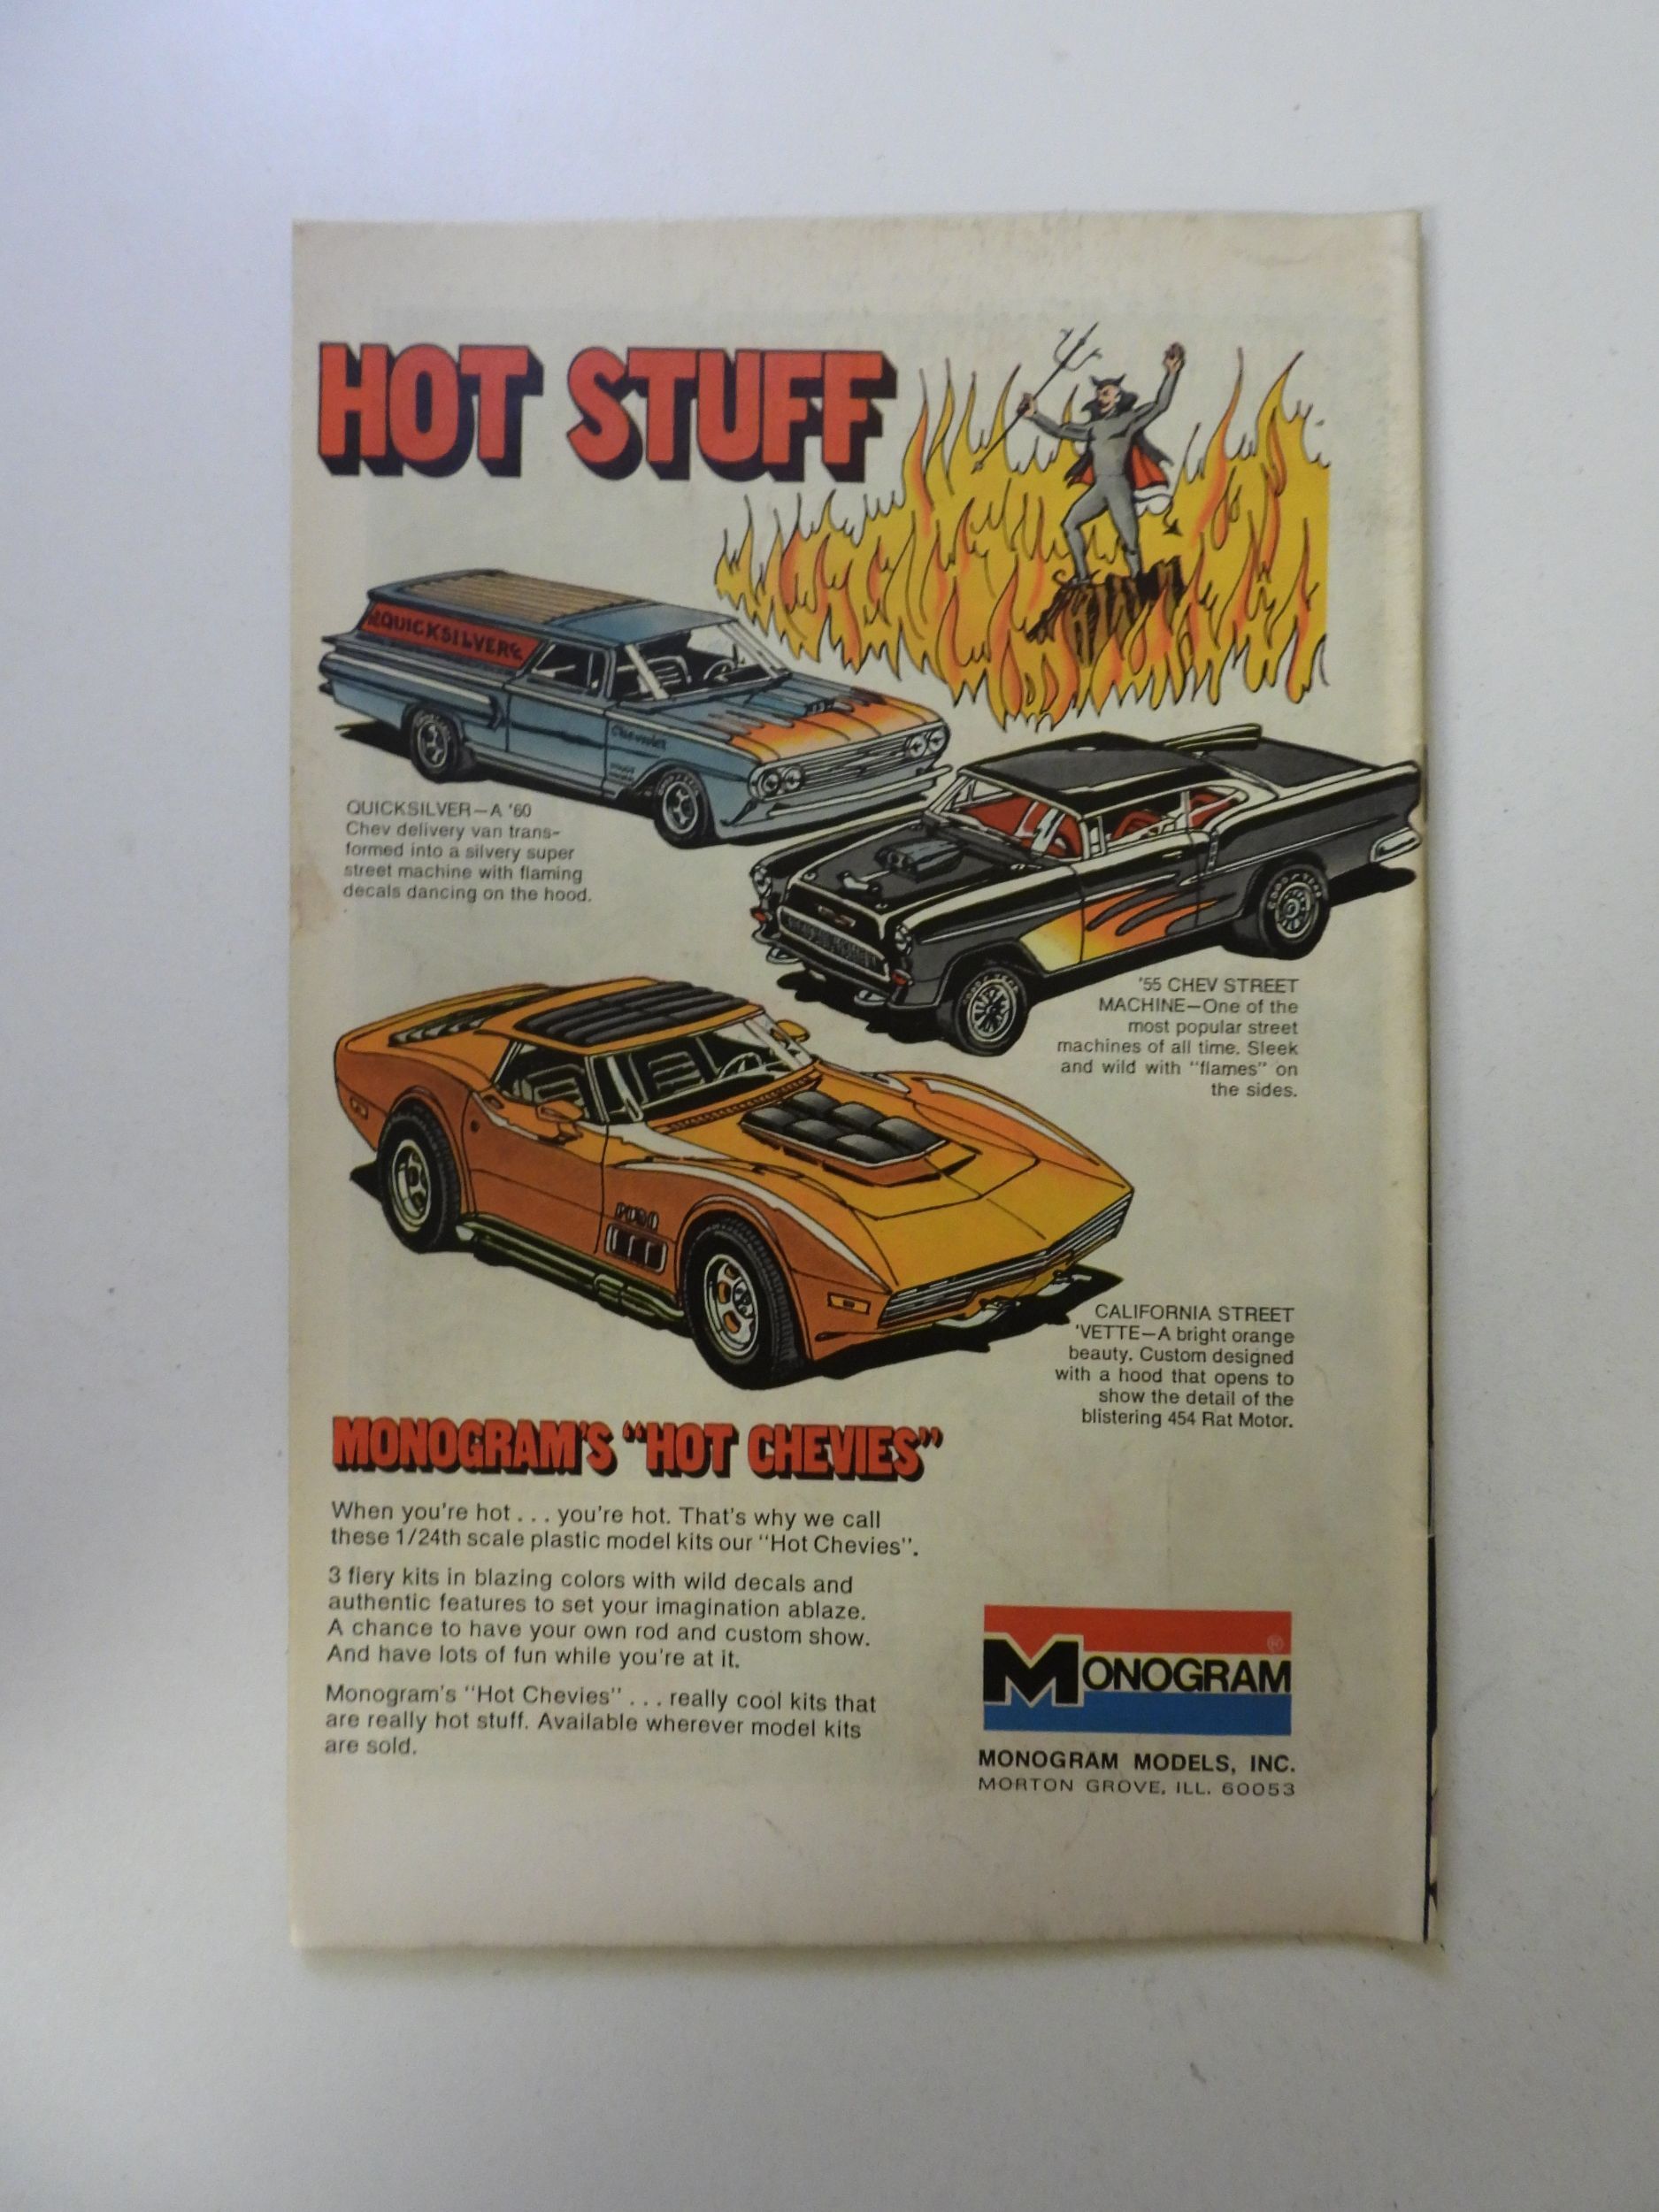 HOT STUFF
QUICKSILVER
Chevrolet
QUICKSILVER—A '60
Chev delivery van trans-
formed into a silvery super
street machine with flaming
decals dancing on the hood.
'55 CHEV STREET
MACHINE—One of the
most popular street
machines of all time. Sleek
and wild with "flames" on
the sides.
CALIFORNIA STREET
'VETTE—A bright orange
beauty. Custom designed
with a hood that opens to
show the detail of the
blistering 454 Rat Motor.
MONOGRAM'S "HOT CHEVIES"
When you're hot . . . you're hot. That's why we call
these 1/24th scale plastic model kits our "Hot Chevies".
3 fiery kits in blazing colors with wild decals and
authentic features to set your imagination ablaze.
A chance to have your own rod and custom show.
And have lots of fun while you're at it.
Monogram's "Hot Chevies" . . . really cool kits that
are really hot stuff. Available wherever model kits
are sold.
MONOGRAM ®
MONOGRAM MODELS, INC.
MORTON GROVE, ILL. 60053